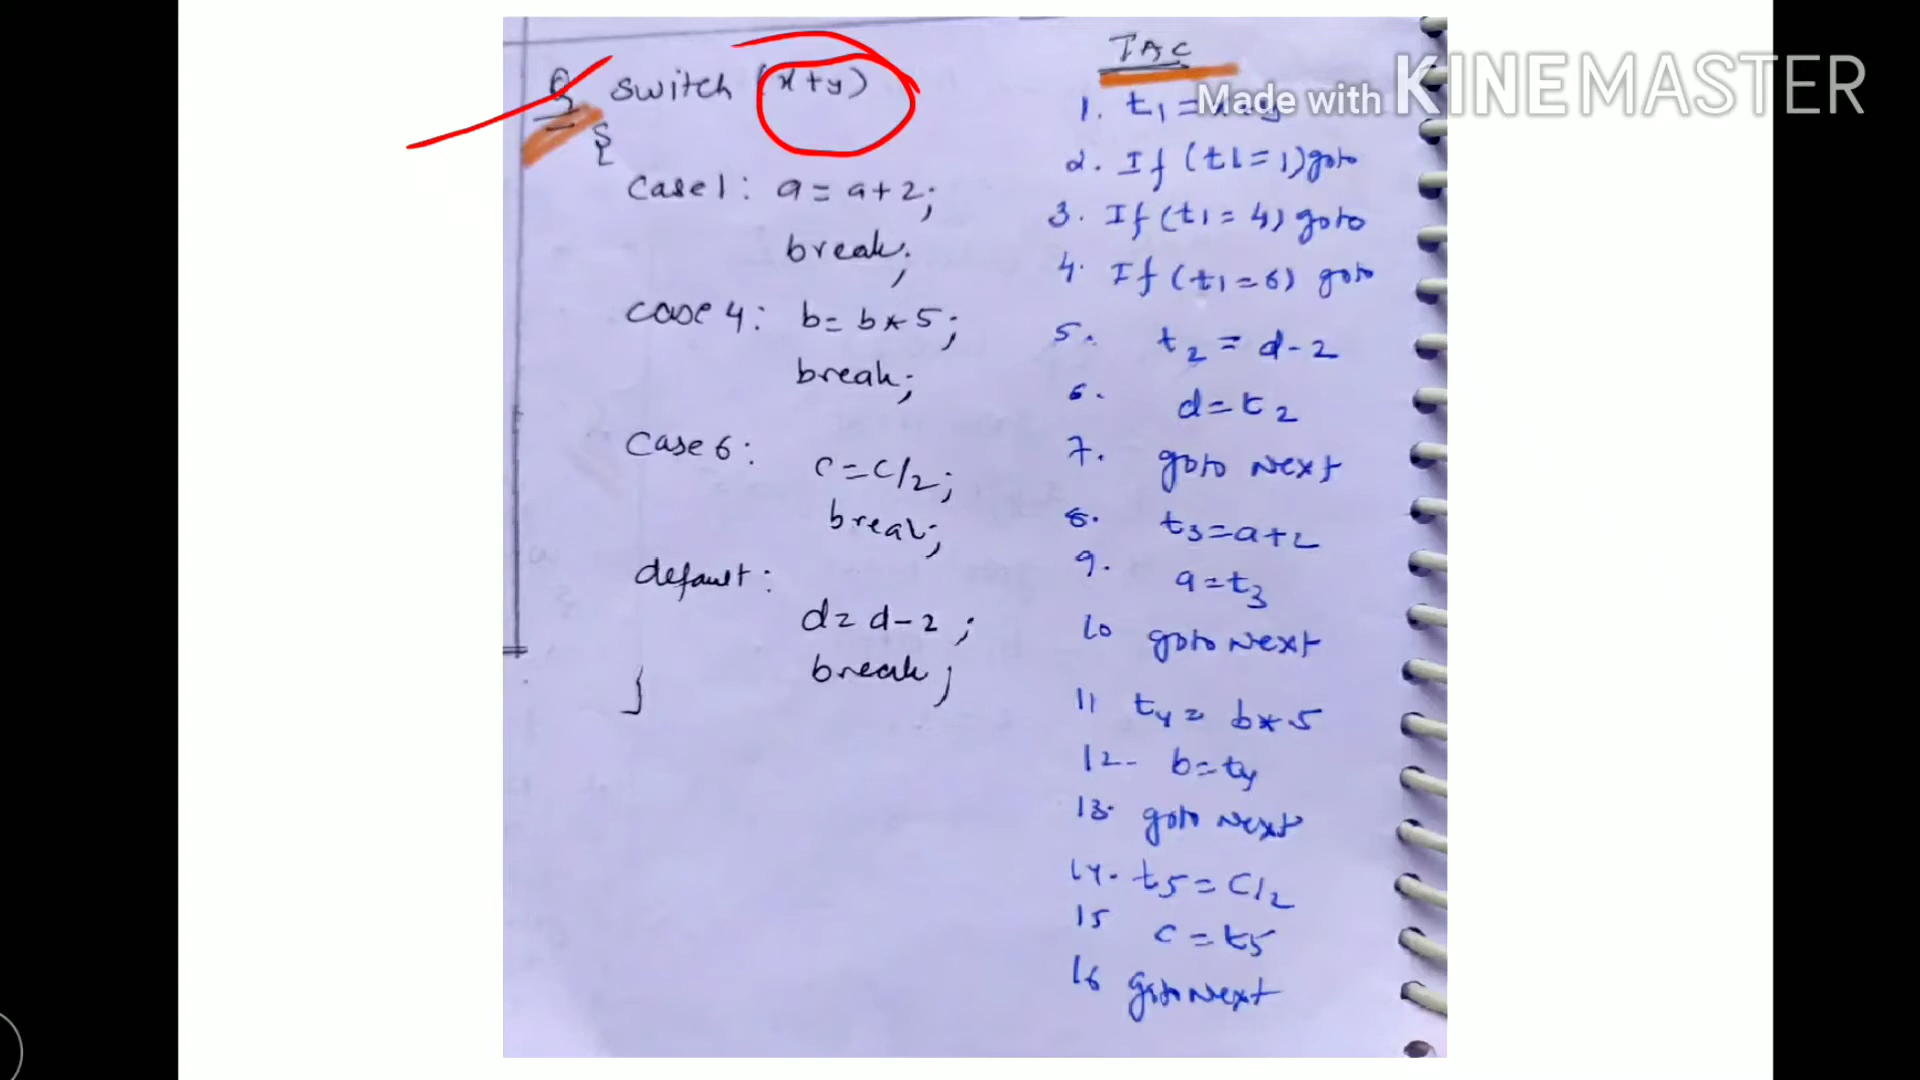 Q switch (x+y)
{
case 1: a = a+2;
break;
case 4: b = b*5;
break;
case 6:
c = c/2;
break;
default:
d = d-2;
break;
}
TAC
Made with KINEMASTER
1. t1 =
2. If (t1 = 1) goto
3. If (t1 = 4) goto
4. If (t1 = 6) goto
5. t2 = d-2
6. d = t2
7. goto Next
8. t3 = a+2
9. a = t3
10 goto Next
11 t4 = b*5
12- b = t4
13. goto Next
14. t5 = C/2
15 c = t5
16 goto Next